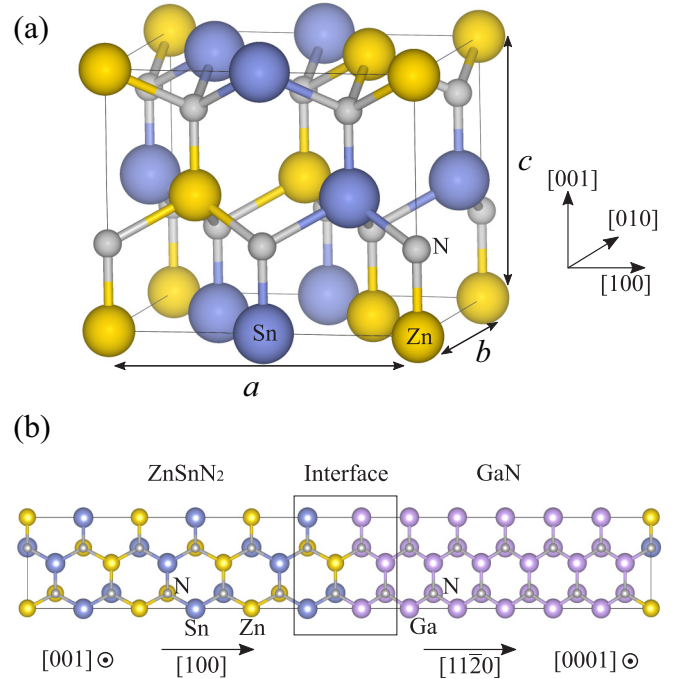 (a)
c
[001]
[010]
[100]
N
Sn
Zn
b
a
(b)
ZnSnN₂ Interface GaN
N N
Sn Zn Ga
[001]⊙ [100] [112̅0] [0001]⊙